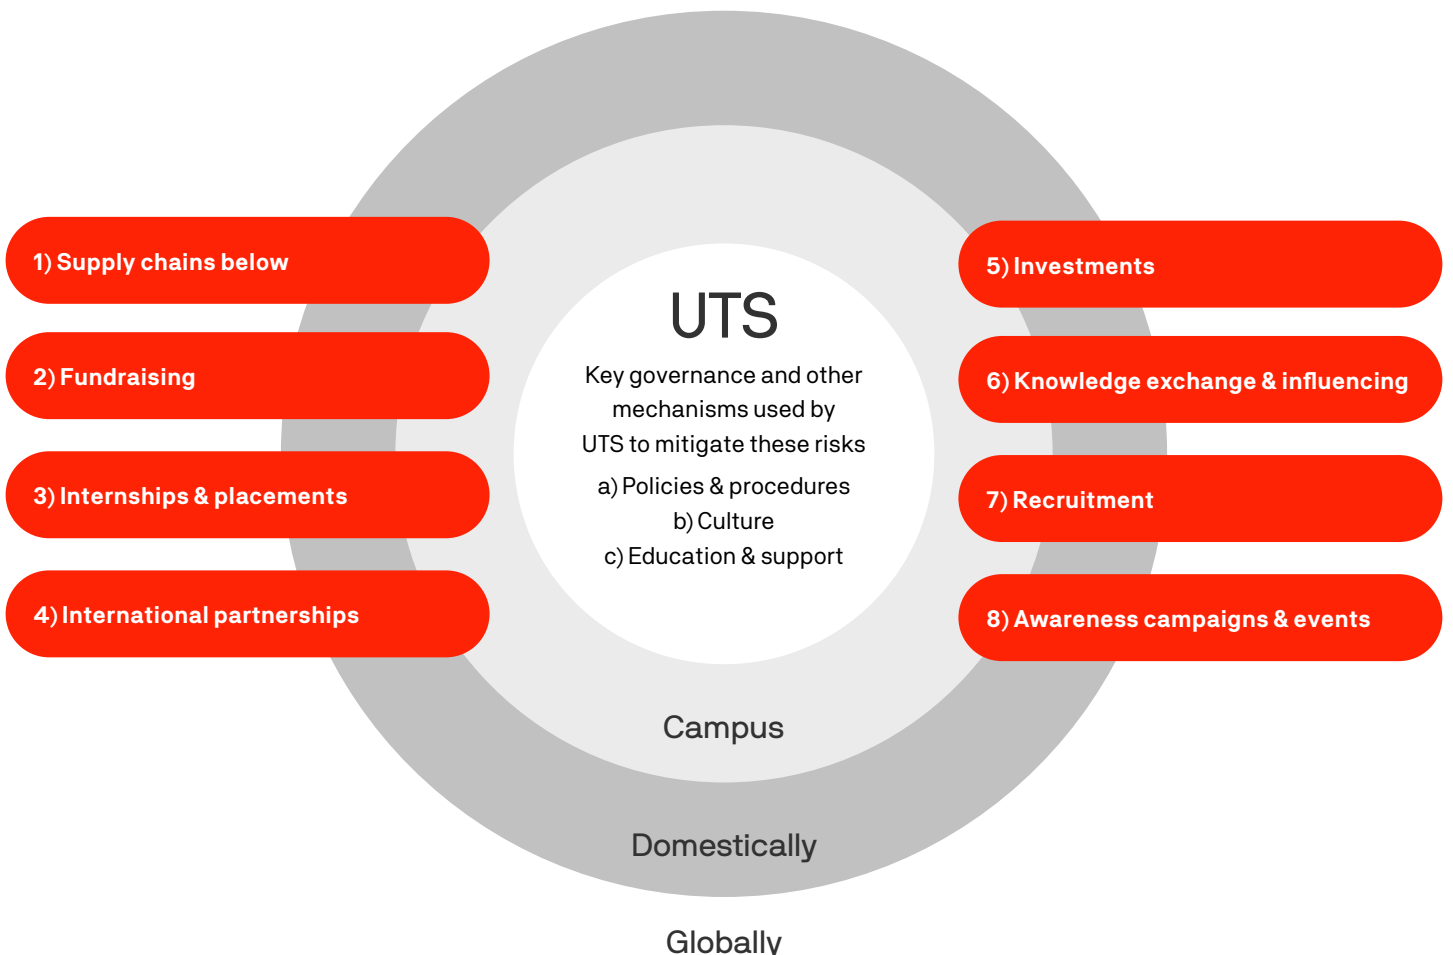 1) Supply chains below
2) Fundraising
3) Internships & placements
4) International partnerships
UTS
Key governance and other
mechanisms used by
UTS to mitigate these risks
a) Policies & procedures
b) Culture
c) Education & support
5) Investments
6) Knowledge exchange & influencing
7) Recruitment
8) Awareness campaigns & events
Campus
Domestically
Globally